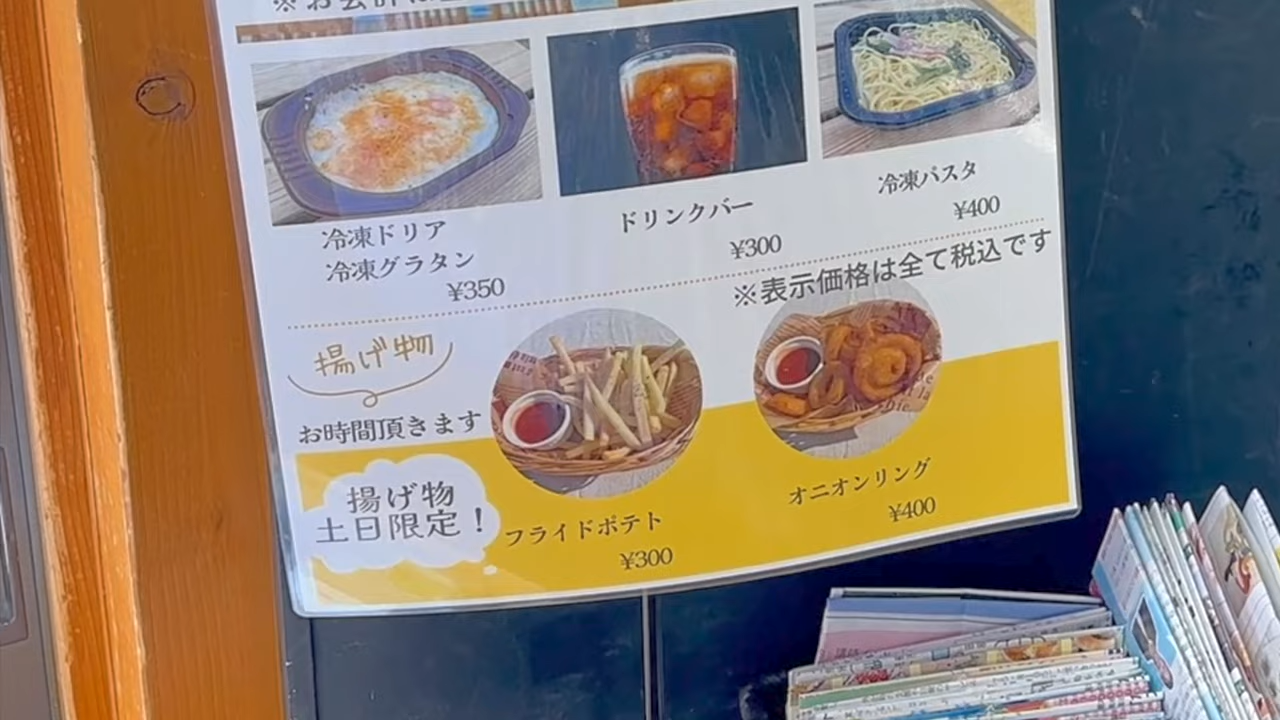 冷凍ドリア
冷凍グラタン
¥350
ドリンクバー
¥300
冷凍パスタ
¥400
※表示価格は全て税込です
揚げ物
お時間頂きます
揚げ物
土日限定！
フライドポテト
¥300
オニオンリング
¥400